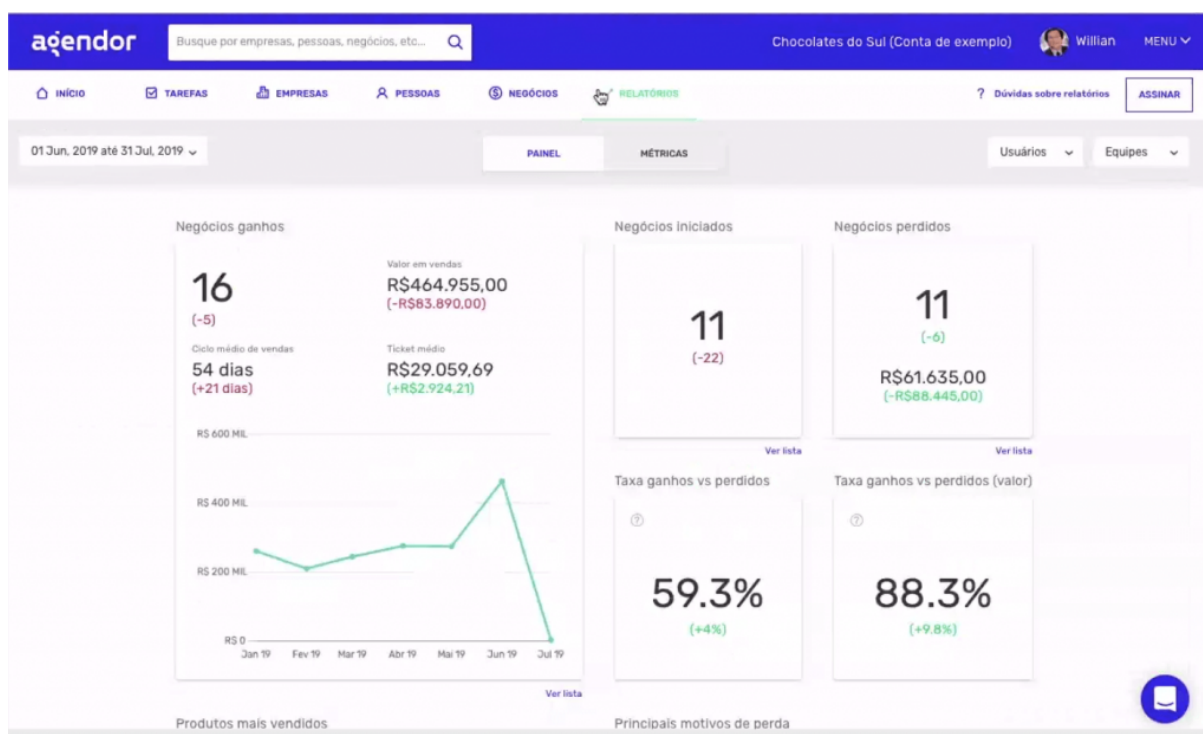 agendor
Busque por empresas, pessoas, negócios, etc...
Chocolates do Sul (Conta de exemplo)
Willian
MENU
INÍCIO
TAREFAS
EMPRESAS
PESSOAS
NEGÓCIOS
RELATÓRIOS
? Dúvidas sobre relatórios
ASSINAR
01 Jun, 2019 até 31 Jul, 2019
PAINEL
MÉTRICAS
Usuários
Equipes
Negócios ganhos
16
(-5)
Valor em vendas
R$464.955,00
(-R$83.890,00)
Ciclo médio de vendas
54 dias
(+21 dias)
Ticket médio
R$29.059,69
(+R$2.924,21)
R$ 600 MIL
R$ 400 MIL
R$ 200 MIL
R$ 0
Jan 19 Fev 19 Mar 19 Abr 19 Mai 19 Jun 19 Jul 19
Ver lista
Negócios iniciados
11
(-22)
Ver lista
Negócios perdidos
11
(-6)
R$61.635,00
(-R$88.445,00)
Ver lista
Taxa ganhos vs perdidos
?
59.3%
(+4%)
Taxa ganhos vs perdidos (valor)
?
88.3%
(+9.8%)
Produtos mais vendidos
Principais motivos de perda